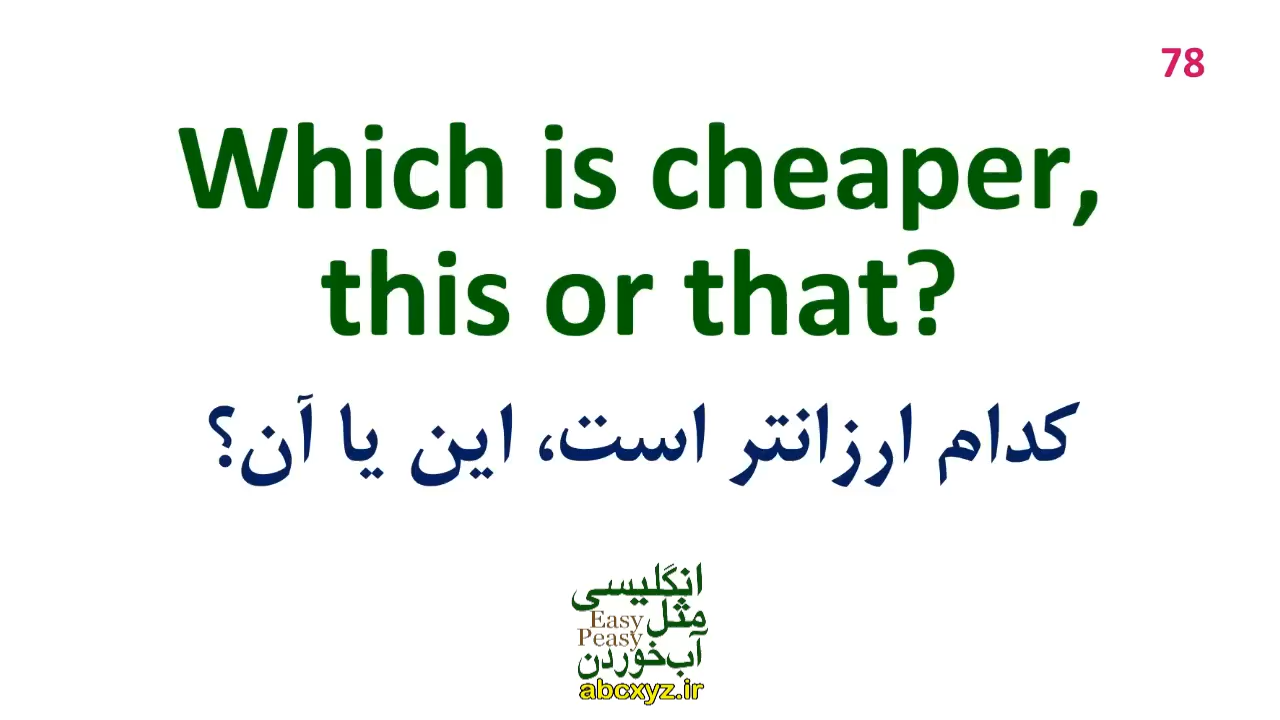 78
Which is cheaper,
this or that?
کدام ارزانتر است، این یا آن؟
انگلیسی
مثل Easy
Peasy
آب‌خوردن
abcxyz.ir